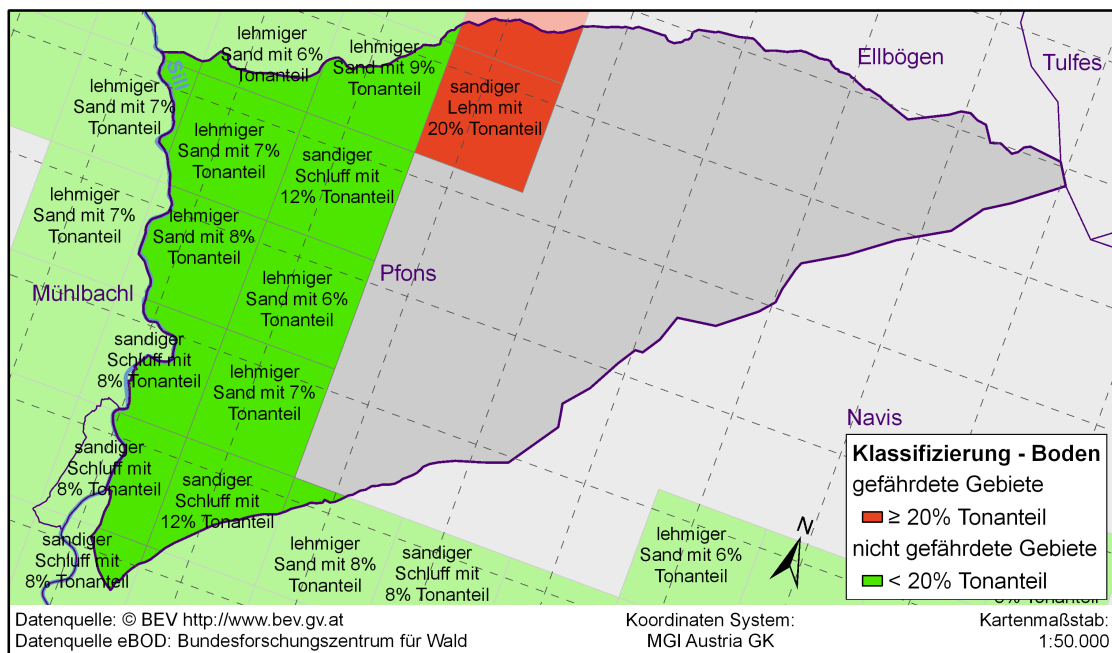 lehmiger
Sand mit 6%
Tonanteil
lehmiger
Sand mit 9%
Tonanteil
Ellbögen
Tulfes
Sill
lehmiger
Sand mit 7%
Tonanteil
sandiger
Lehm mit
20% Tonanteil
lehmiger
Sand mit 7%
Tonanteil
sandiger
Schluff mit
12% Tonanteil
lehmiger
Sand mit 7%
Tonanteil
lehmiger
Sand mit 8%
Tonanteil
Pfons
lehmiger
Sand mit 6%
Tonanteil
Mühlbachl
sandiger
Schluff mit
8% Tonanteil
lehmiger
Sand mit 7%
Tonanteil
Navis
sandiger
Schluff mit
8% Tonanteil
sandiger
Schluff mit
12% Tonanteil
sandiger
Schluff mit
8% Tonanteil
lehmiger
Sand mit 8%
Tonanteil
sandiger
Schluff mit
8% Tonanteil
lehmiger
Sand mit 6%
Tonanteil
N
Klassifizierung - Boden
gefährdete Gebiete
≥ 20% Tonanteil
nicht gefährdete Gebiete
< 20% Tonanteil
Tonanteil
Datenquelle: © BEV http://www.bev.gv.at
Datenquelle eBOD: Bundesforschungszentrum für Wald
Koordinaten System:
MGI Austria GK
Kartenmaßstab:
1:50.000